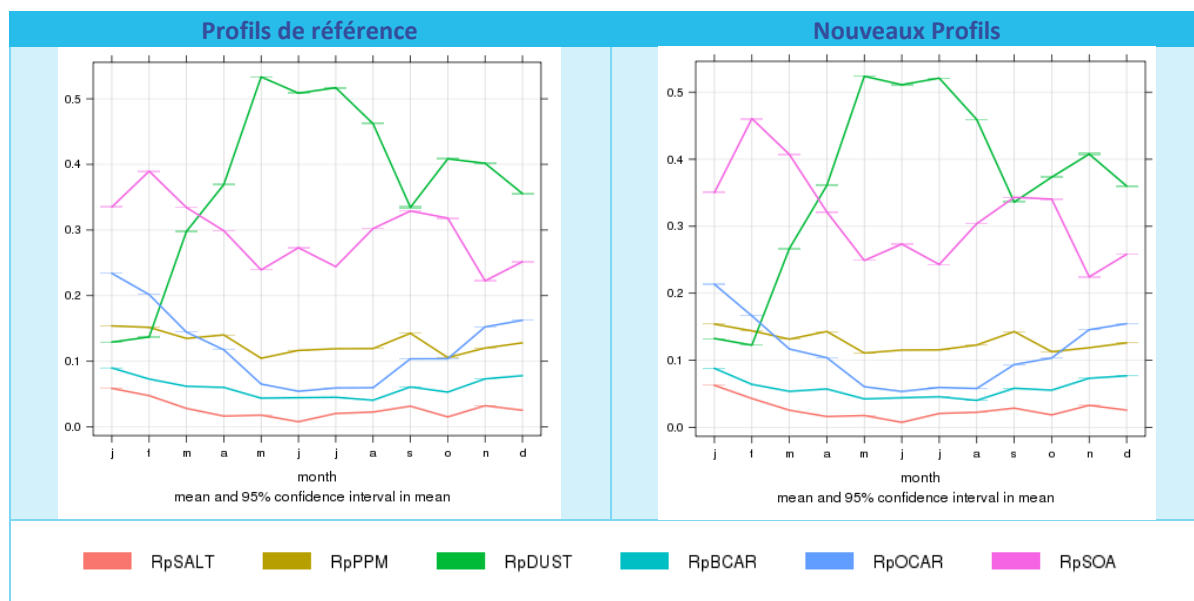 Profils de référence
Nouveaux Profils
0.5
0.4
0.3
0.2
0.1
0.0
j f m a m j j a s o n d
month
mean and 95% confidence interval in mean
0.5
0.4
0.3
0.2
0.1
0.0
j f m a m j j a s o n d
month
mean and 95% confidence interval in mean
RpSALT RpPPM RpDUST RpBCAR RpOCAR RpSOA